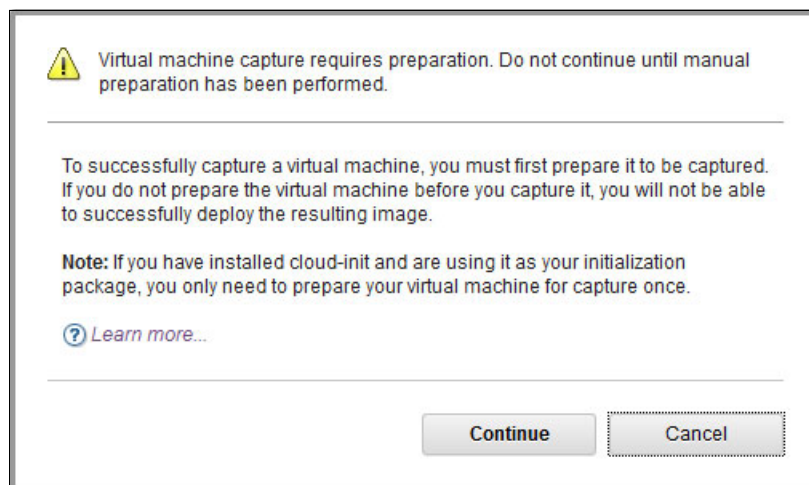 Virtual machine capture requires preparation. Do not continue until manual
preparation has been performed.
To successfully capture a virtual machine, you must first prepare it to be captured.
If you do not prepare the virtual machine before you capture it, you will not be able
to successfully deploy the resulting image.
Note: If you have installed cloud-init and are using it as your initialization
package, you only need to prepare your virtual machine for capture once.
? Learn more...
Continue Cancel